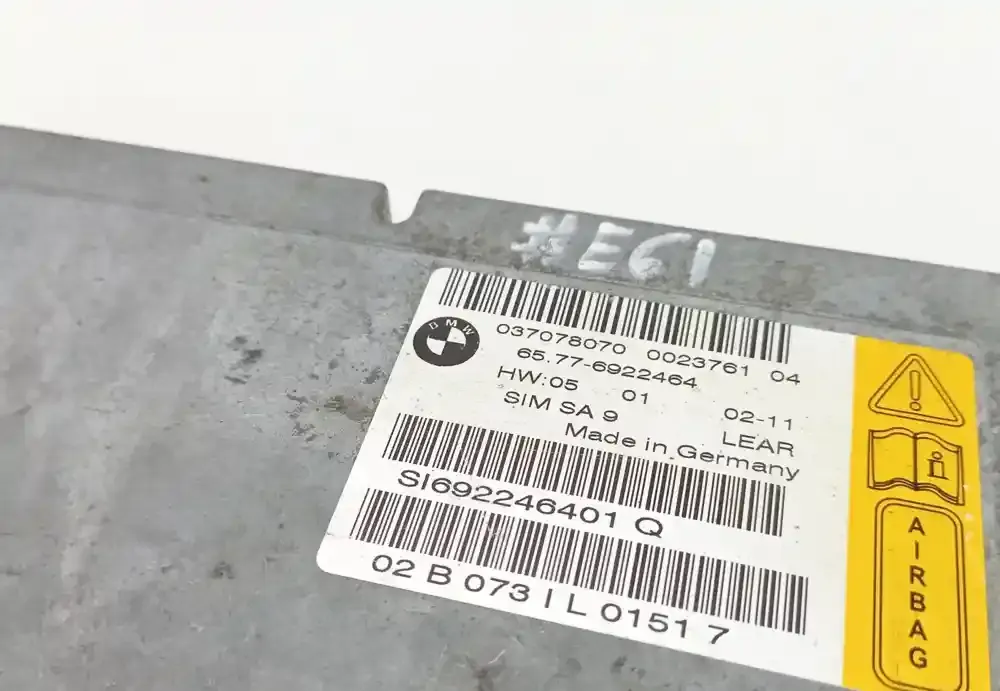 #E61
BMW
037078070 0023761 04
65.77-6922464
HW:05 01 02-11
SIM SA 9 LEAR
Made in Germany
SI692246401 Q
02 B 073 I L 0151 7
AIRBAG